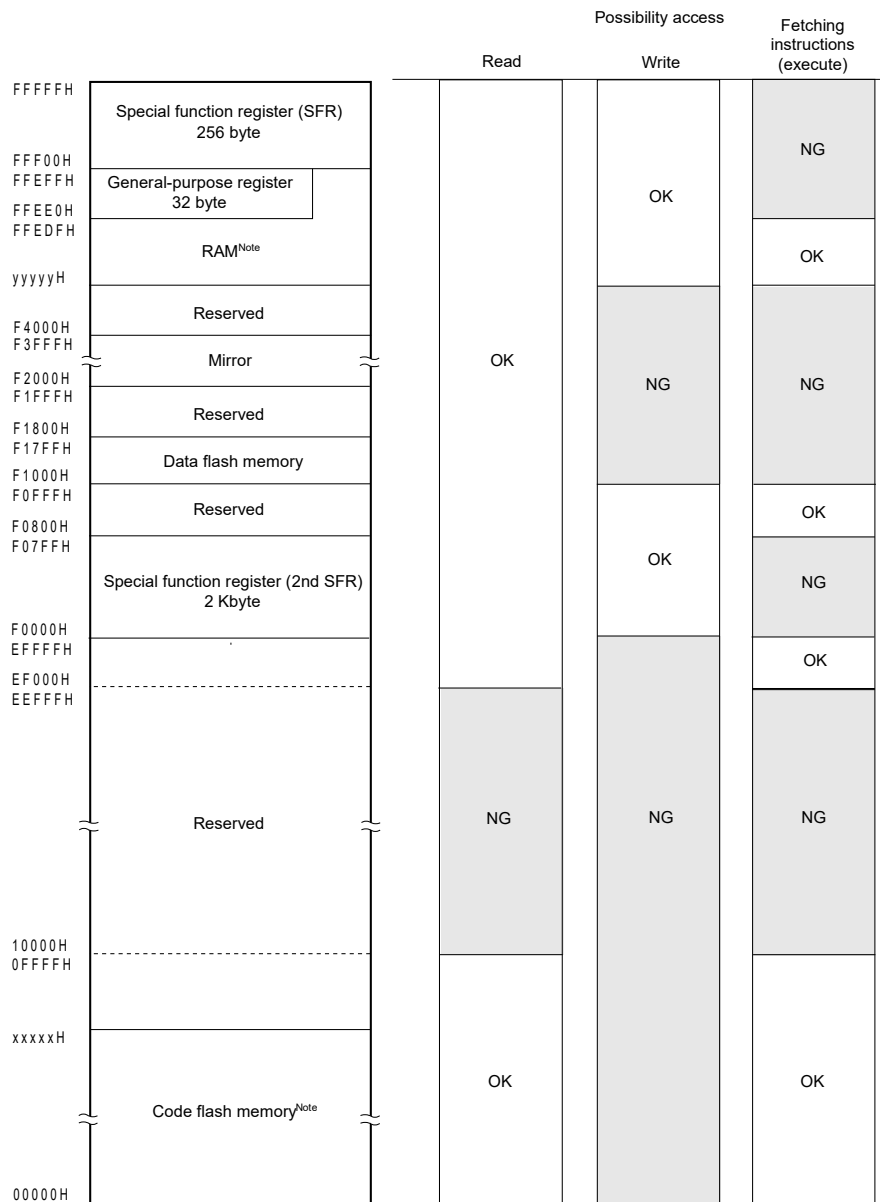 Possibility access
Read
Write
Fetching
instructions
(execute)
FFFFFH
Special function register (SFR)
256 byte
NG
FFF00H
FFEFFH
General-purpose register
32 byte
OK
FFEE0H
FFEDFH
RAMNote
OK
yyyyyH
Reserved
F4000H
F3FFFH
Mirror
OK
NG
NG
F2000H
F1FFFH
Reserved
F1800H
F17FFH
Data flash memory
F1000H
F0FFFH
Reserved
OK
F0800H
F07FFH
OK
Special function register (2nd SFR)
2 Kbyte
NG
F0000H
EFFFFH
OK
EF000H
EEFFFH
Reserved
NG
NG
NG
10000H
0FFFFH
xxxxxH
OK
OK
Code flash memoryNote
00000H